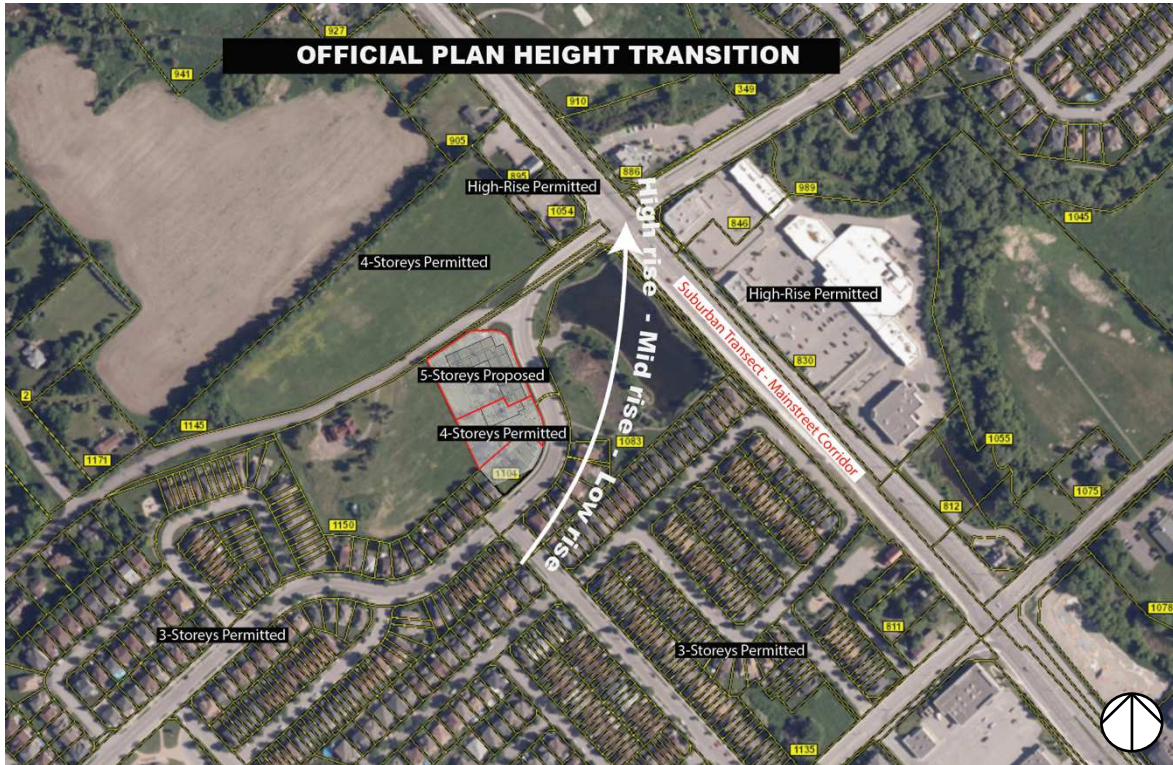 927
OFFICIAL PLAN HEIGHT TRANSITION
941
910
349
905
886
895
High-Rise Permitted
989
1054
1045
846
4-Storeys Permitted
High-Rise Permitted
High rise - Mid rise - Low rise
Suburban Transect - Mainstreet Corridor
830
5-Storeys Proposed
2
1145
4-Storeys Permitted
1083
1055
1171
1104
1075
1150
812
1078
611
3-Storeys Permitted
3-Storeys Permitted
1135